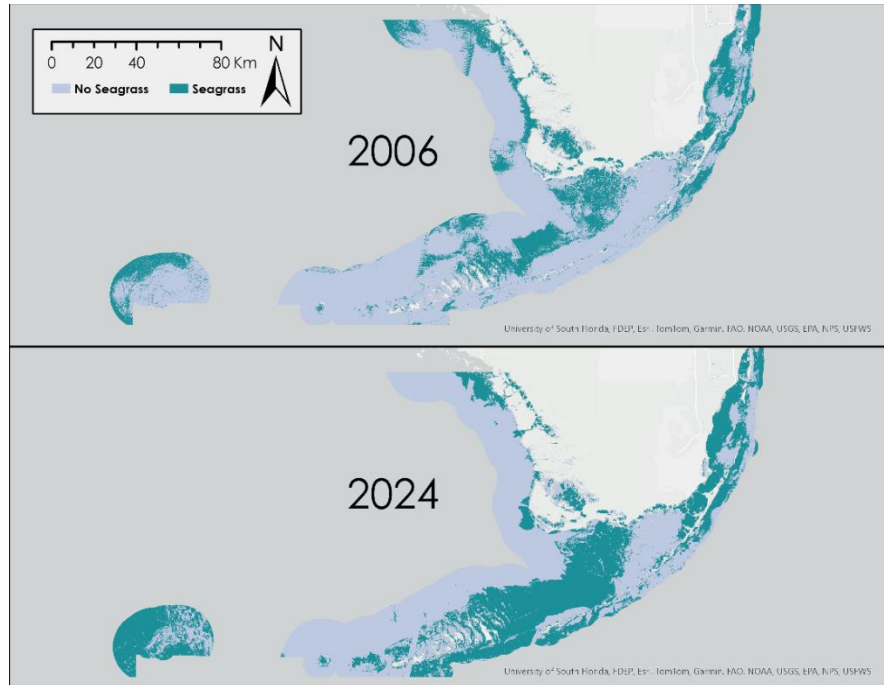 N
0 20 40 80 Km
No Seagrass Seagrass
2006
University of South Florida, FDEP, Esri, TomTom, Garmin, FAO, NOAA, USGS, EPA, NPS, USFWS
2024
University of South Florida, FDEP, Esri, TomTom, Garmin, FAO, NOAA, USGS, EPA, NPS, USFWS